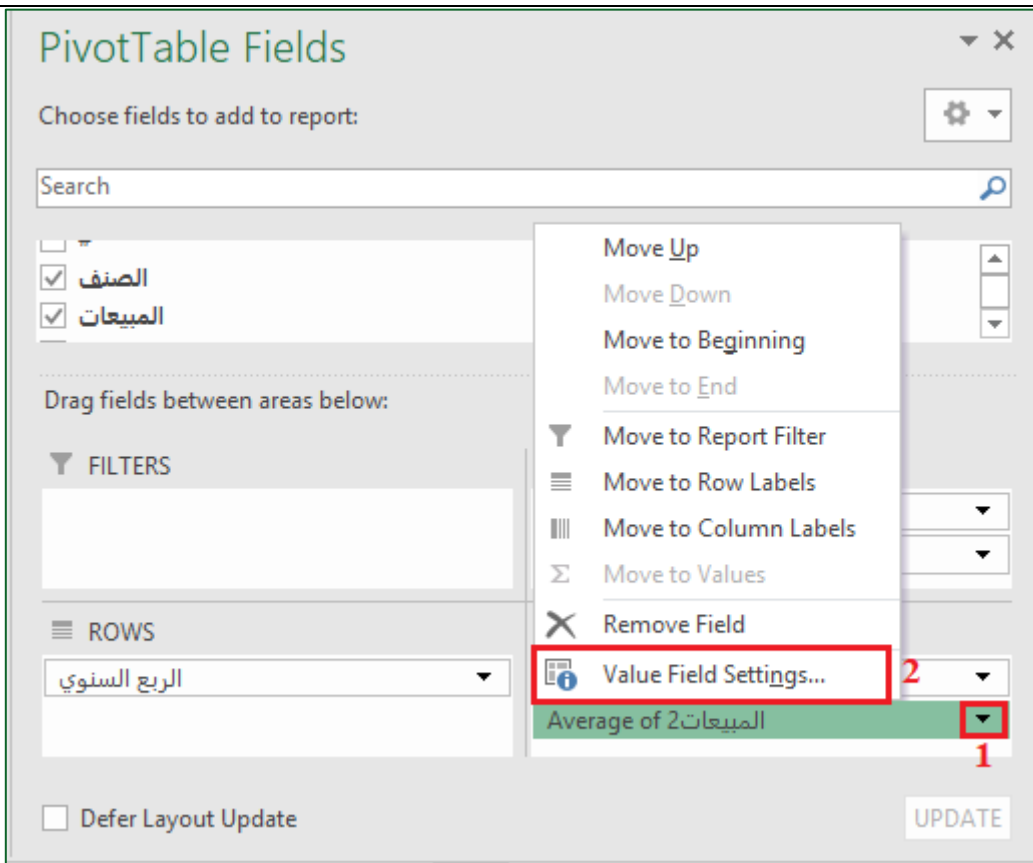 PivotTable Fields
Choose fields to add to report:
Search
الصنف
المبيعات
Drag fields between areas below:
FILTERS
ROWS
الربع السنوي
Move Up
Move Down
Move to Beginning
Move to End
Move to Report Filter
Move to Row Labels
Move to Column Labels
Σ Move to Values
Remove Field
Value Field Settings... 2
Average of المبيعات2
1
Defer Layout Update
UPDATE